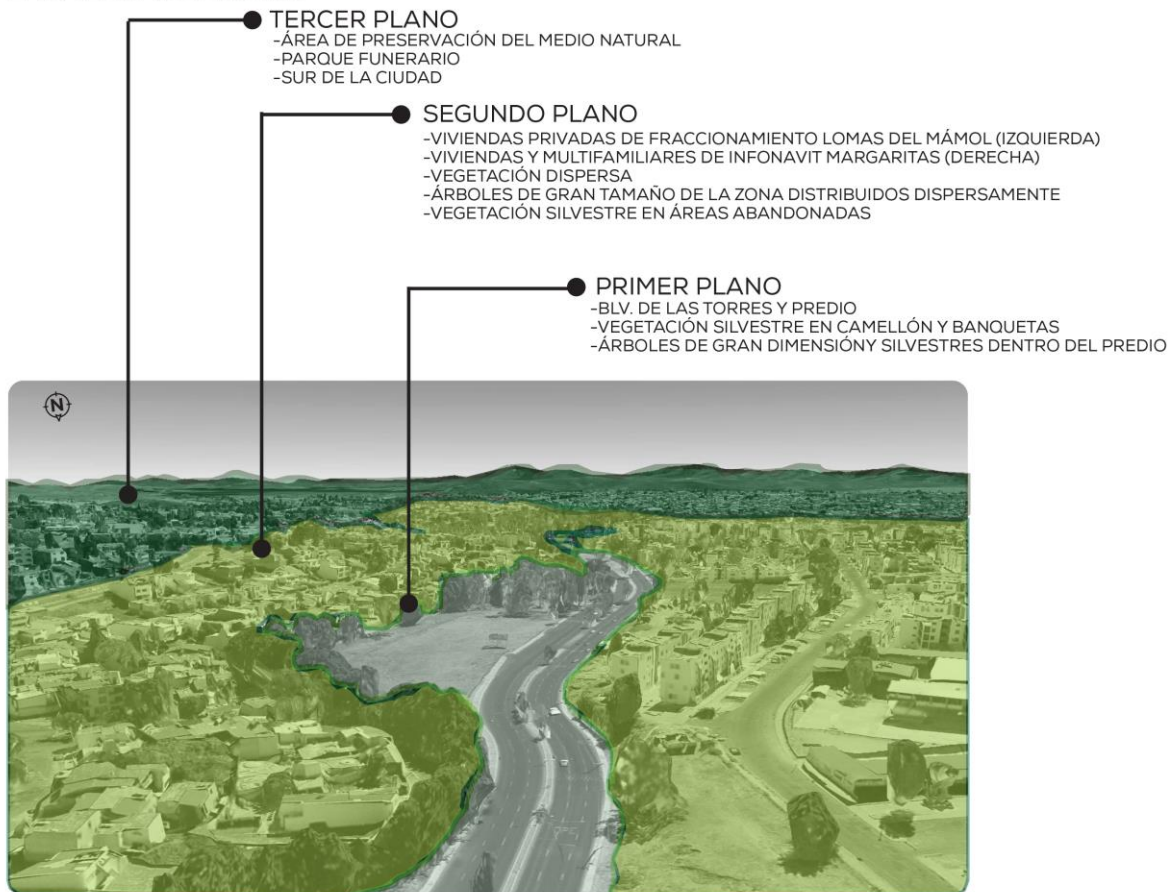 TERCER PLANO
-ÁREA DE PRESERVACIÓN DEL MEDIO NATURAL
-PARQUE FUNERARIO
-SUR DE LA CIUDAD
SEGUNDO PLANO
-VIVIENDAS PRIVADAS DE FRACCIONAMIENTO LOMAS DEL MÁMOL (IZQUIERDA)
-VIVIENDAS Y MULTIFAMILIARES DE INFONAVIT MARGARITAS (DERECHA)
-VEGETACIÓN DISPERSA
-ÁRBOLES DE GRAN TAMAÑO DE LA ZONA DISTRIBUIDOS DISPERSAMENTE
-VEGETACIÓN SILVESTRE EN ÁREAS ABANDONADAS
PRIMER PLANO
-BLV. DE LAS TORRES Y PREDIO
-VEGETACIÓN SILVESTRE EN CAMELLÓN Y BANQUETAS
-ÁRBOLES DE GRAN DIMENSIÓNY SILVESTRES DENTRO DEL PREDIO
N